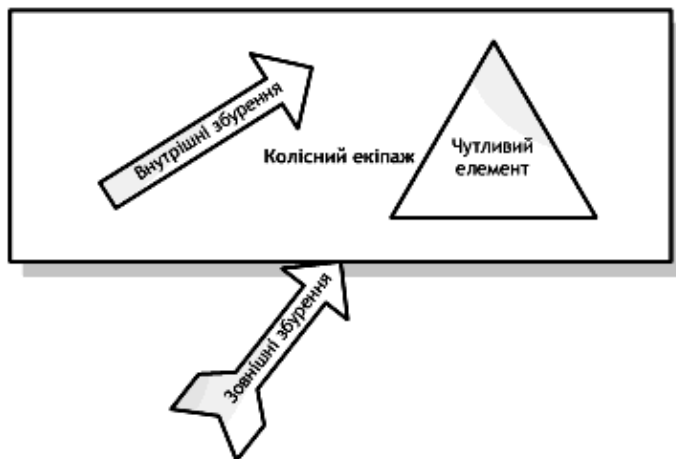 Внутрішні збурення
Колісний екіпаж
Чутливий
елемент
Зовнішні збурення